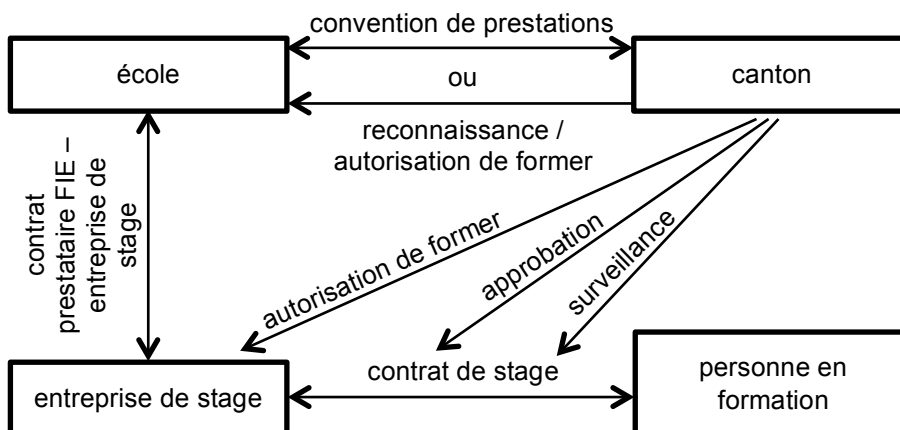 convention de prestations
école
ou
canton
reconnaissance /
autorisation de former
contrat
prestataire FIE –
entreprise de
stage
autorisation de former
approbation
surveillance
entreprise de stage
contrat de stage
personne en
formation